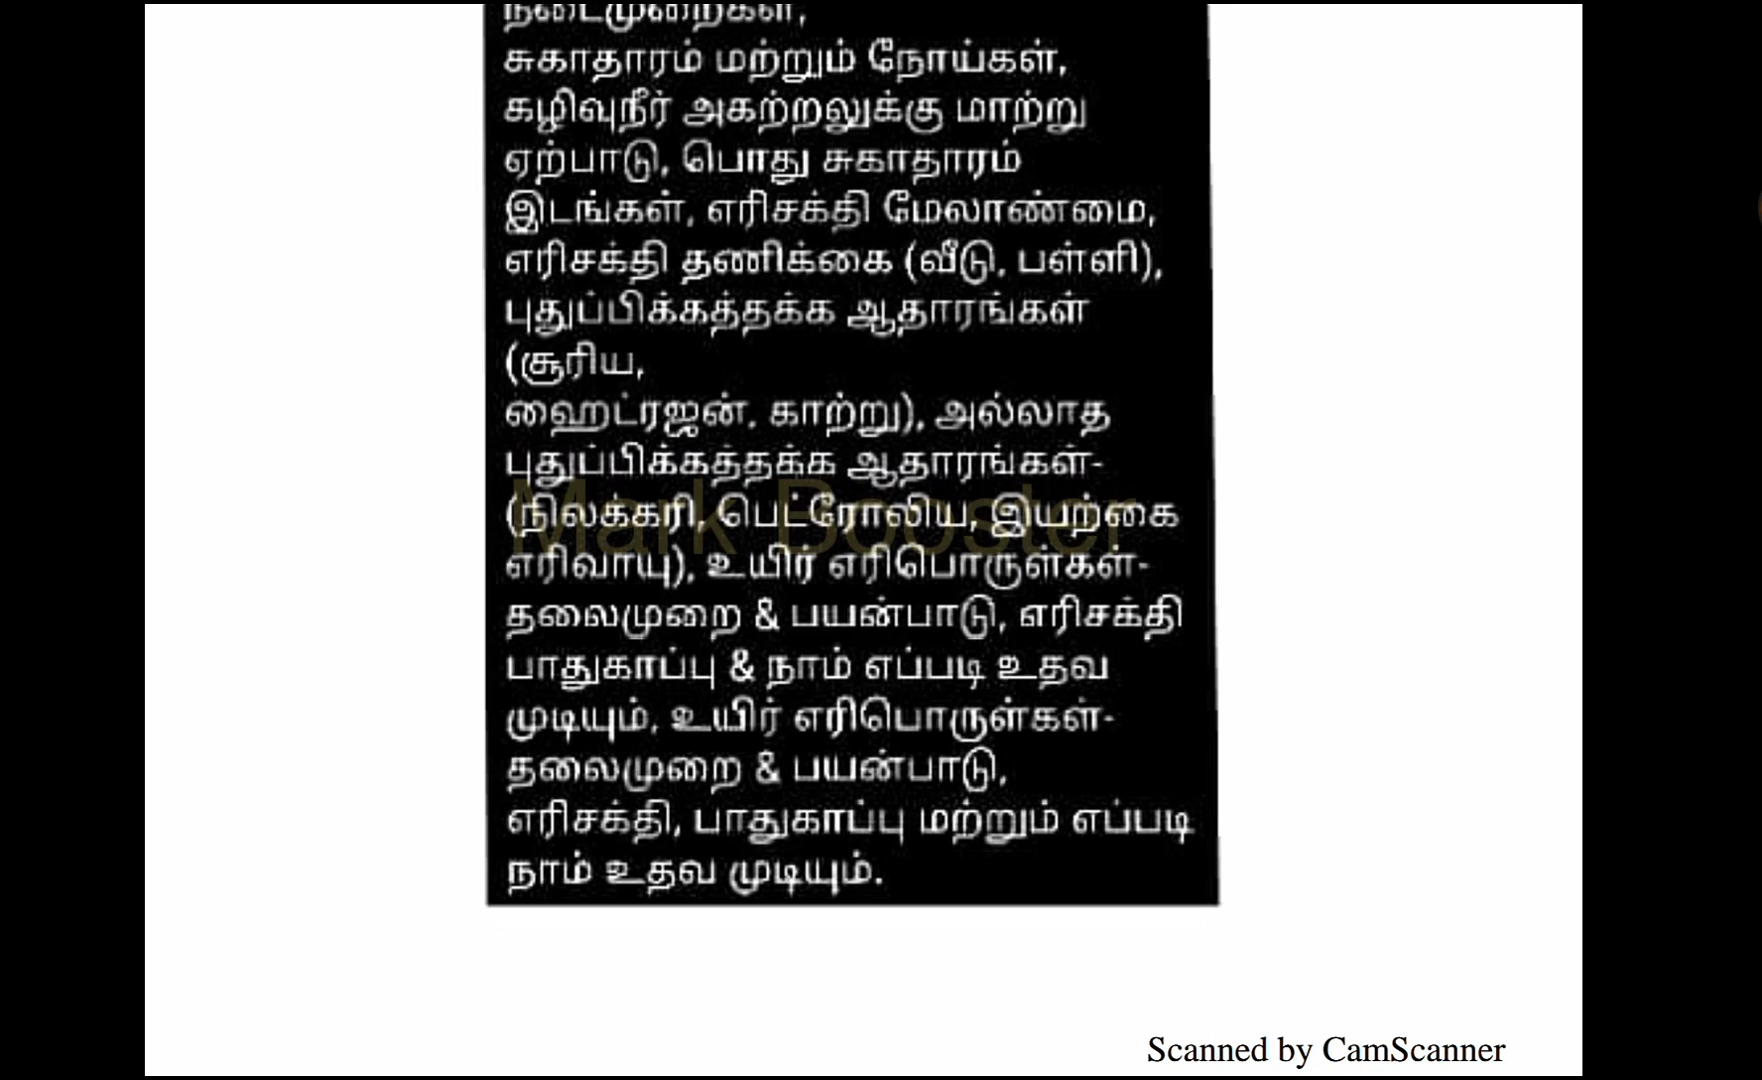 நடைமுறைகள்,
சுகாதாரம் மற்றும் நோய்கள்,
கழிவுநீர் அகற்றலுக்கு மாற்று
ஏற்பாடு, பொது சுகாதாரம்
இடங்கள், எரிசக்தி மேலாண்மை,
எரிசக்தி தணிக்கை (வீடு, பள்ளி),
புதுப்பிக்கத்தக்க ஆதாரங்கள்
(சூரிய,
ஹைட்ரஜன், காற்று), அல்லாத
புதுப்பிக்கத்தக்க ஆதாரங்கள்-
(நிலக்கரி, பெட்ரோலிய, இயற்கை
Mark Booster
எரிவாயு), உயிர் எரிபொருள்கள்-
தலைமுறை & பயன்பாடு, எரிசக்தி
பாதுகாப்பு & நாம் எப்படி உதவ
முடியும். உயிர் எரிபொருள்கள்-
தலைமுறை & பயன்பாடு,
எரிசக்தி, பாதுகாப்பு மற்றும் எப்படி
நாம் உதவ முடியும்.
Scanned by CamScanner